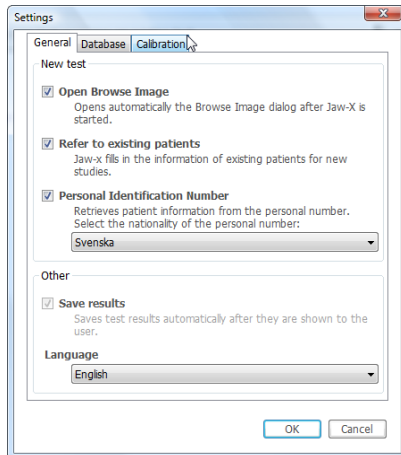 Settings
General Database Calibration
New test
Open Browse Image
Opens automatically the Browse Image dialog after Jaw-X is
started.
Refer to existing patients
Jaw-x fills in the information of existing patients for new
studies.
Personal Identification Number
Retrieves patient information from the personal number.
Select the nationality of the personal number:
Svenska
Other
Save results
Saves test results automatically after they are shown to the
user.
Language
English
OK Cancel